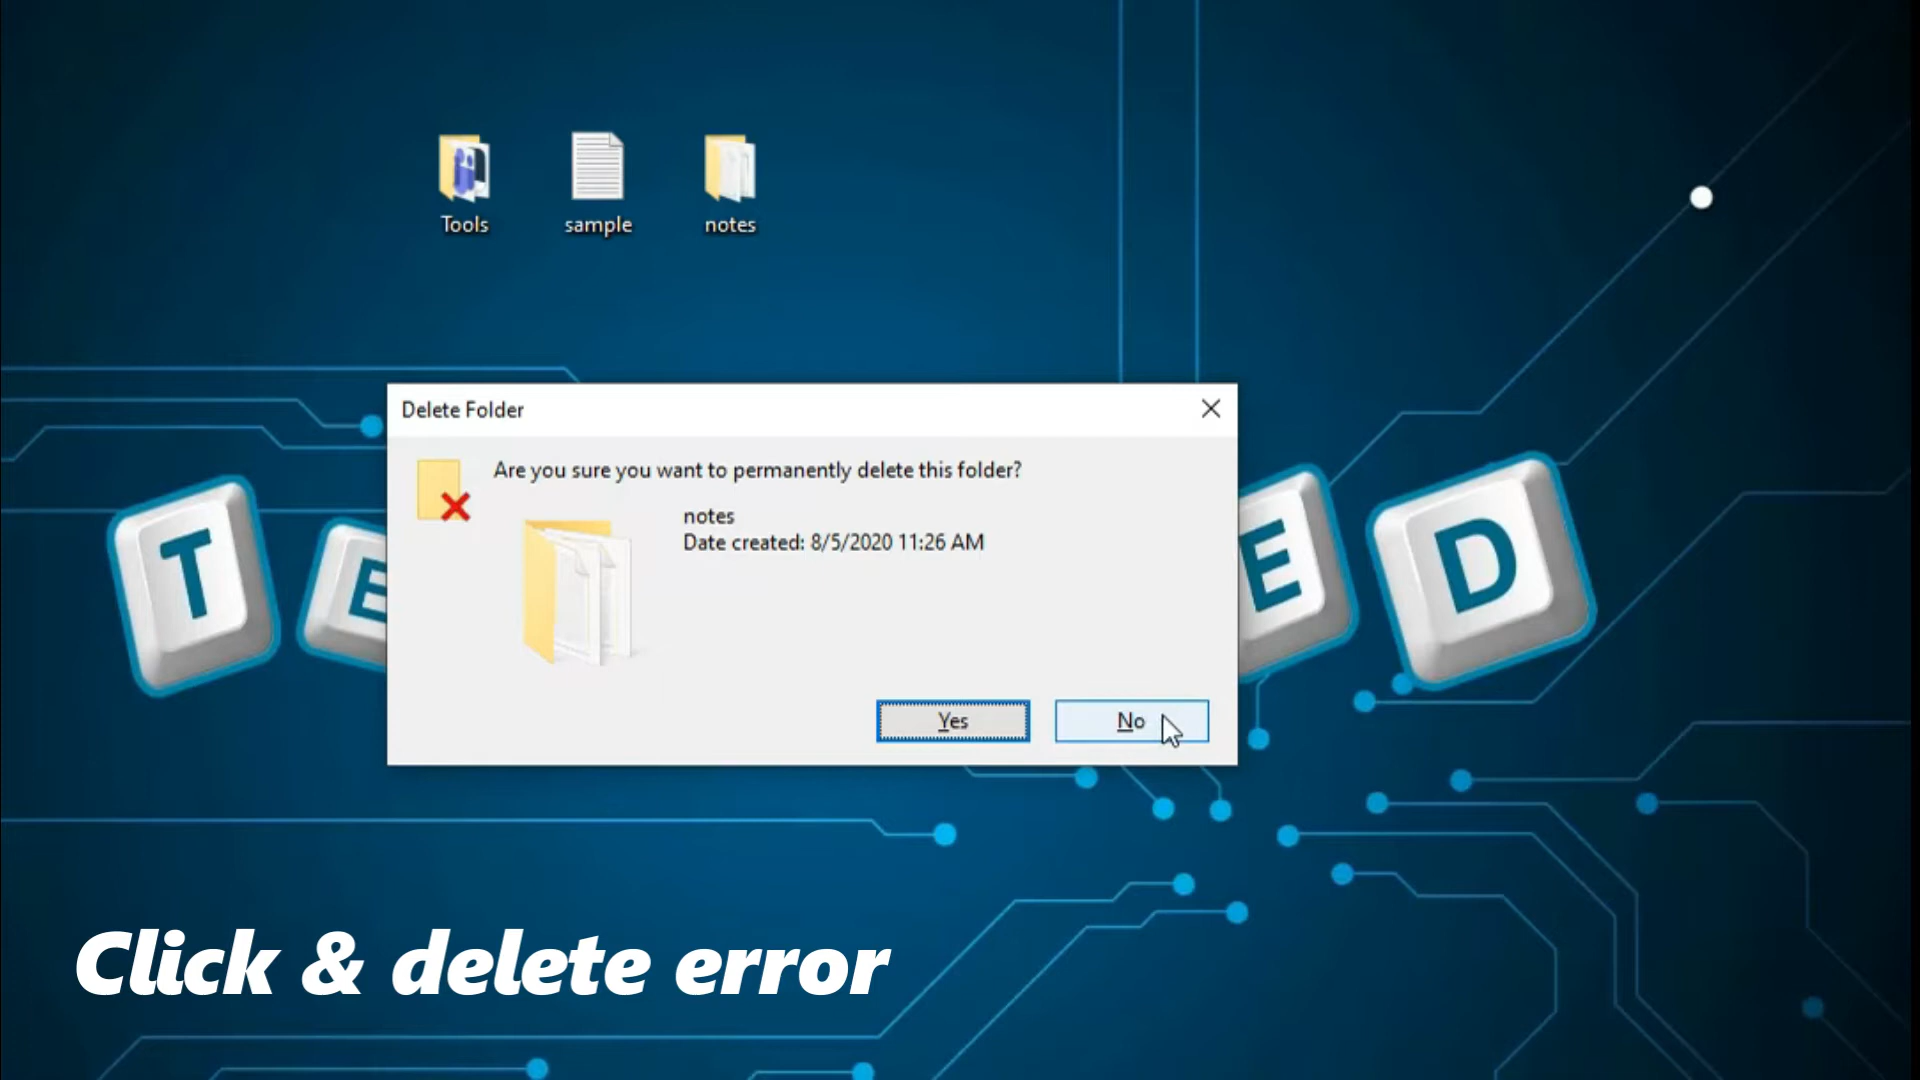 Tools
sample
notes
Delete Folder
Are you sure you want to permanently delete this folder?
notes
Date created: 8/5/2020 11:26 AM
T E E D
Yes
No
Click & delete error